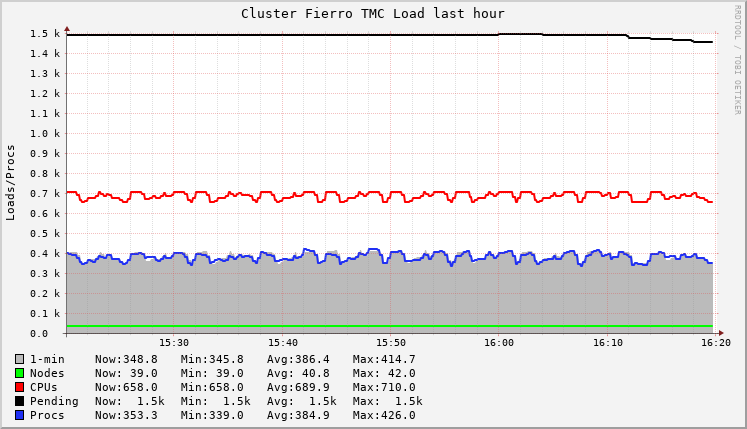 Cluster Fierro TMC Load last hour
RRDTOOL / TOBI OETIKER
Loads/Procs
1.5 k
1.4 k
1.3 k
1.2 k
1.1 k
1.0 k
0.9 k
0.8 k
0.7 k
0.6 k
0.5 k
0.4 k
0.3 k
0.2 k
0.1 k
0.0
15:30 15:40 15:50 16:00 16:10 16:20
1-min Now:348.8 Min:345.8 Avg:386.4 Max:414.7
Nodes Now: 39.0 Min: 39.0 Avg: 40.8 Max: 42.0
CPUs Now:658.0 Min:658.0 Avg:689.9 Max:710.0
Pending Now: 1.5k Min: 1.5k Avg: 1.5k Max: 1.5k
Procs Now:353.3 Min:339.0 Avg:384.9 Max:426.0